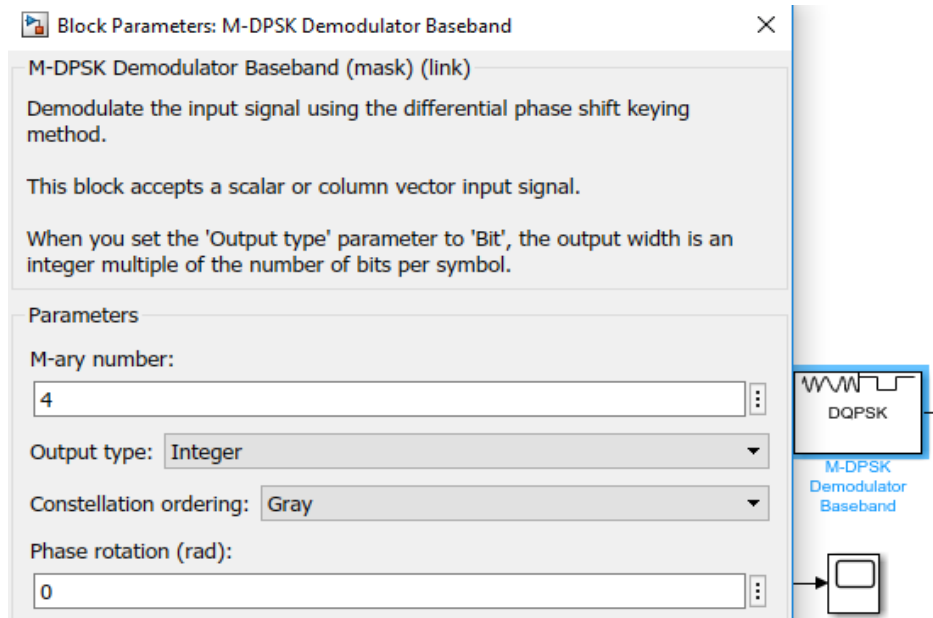 Block Parameters: M-DPSK Demodulator Baseband
M-DPSK Demodulator Baseband (mask) (link)
Demodulate the input signal using the differential phase shift keying
method.
This block accepts a scalar or column vector input signal.
When you set the 'Output type' parameter to 'Bit', the output width is an
integer multiple of the number of bits per symbol.
Parameters
M-ary number:
4
Output type: Integer
Constellation ordering: Gray
Phase rotation (rad):
0
DQPSK
M-DPSK
Demodulator
Baseband